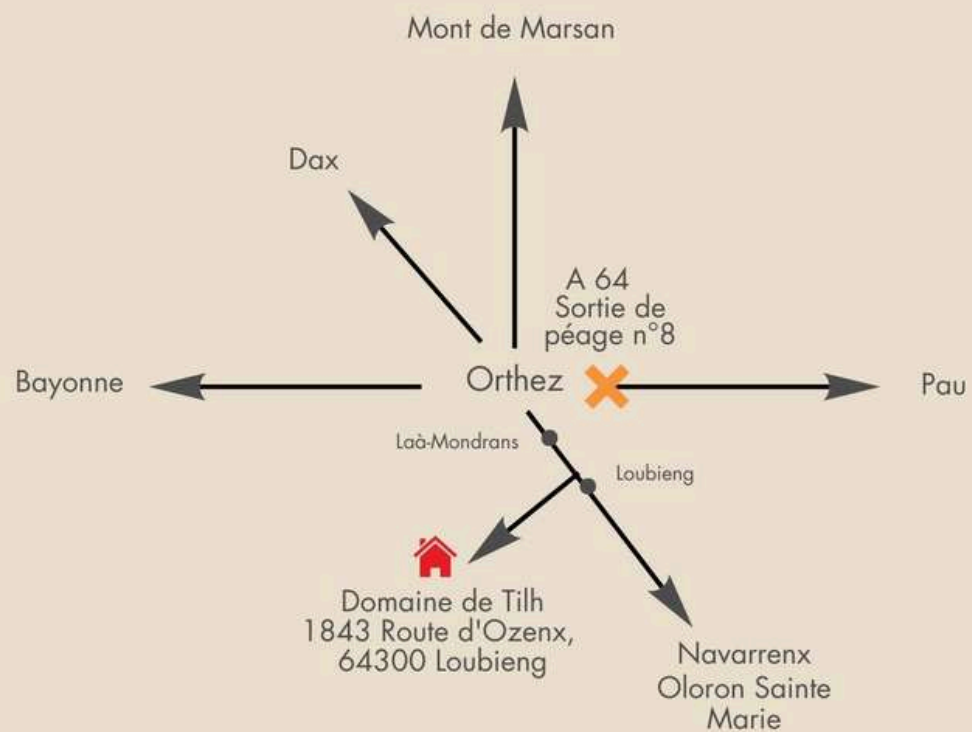 Mont de Marsan
Dax
A 64
Sortie de
péage n°8
Bayonne
Orthez
Pau
Laà-Mondrans
Loubieng
Domaine de Tilh
1843 Route d'Ozenx,
64300 Loubieng
Navarrenx
Oloron Sainte
Marie